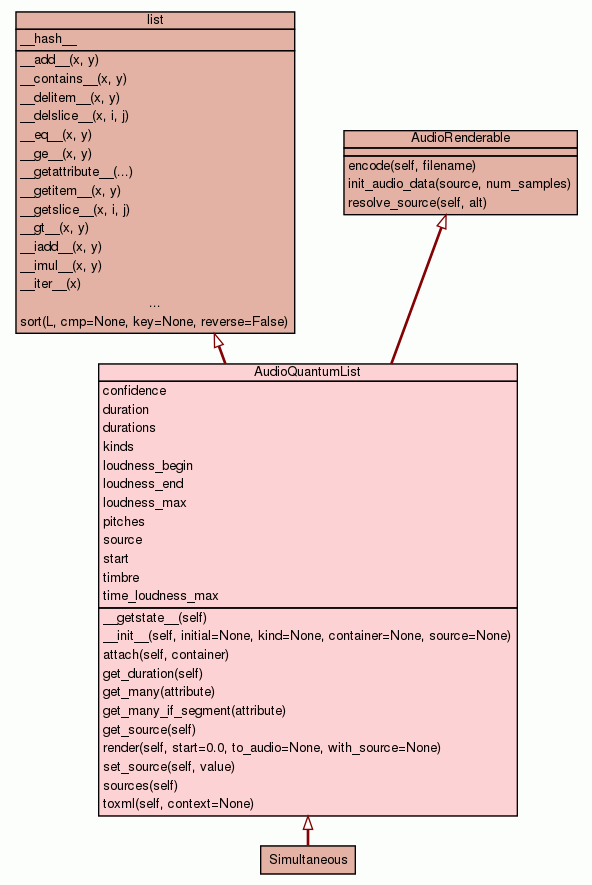 list
__hash__
__add__(x, y)
__contains__(x, y)
__delitem__(x, y)
__delslice__(x, i, j)
__eq__(x, y)
__ge__(x, y)
__getattribute__(...)
__getitem__(x, y)
__getslice__(x, i, j)
__gt__(x, y)
__iadd__(x, y)
__imul__(x, y)
__iter__(x)
...
sort(L, cmp=None, key=None, reverse=False)
AudioRenderable
encode(self, filename)
init_audio_data(source, num_samples)
resolve_source(self, alt)
AudioQuantumList
confidence
duration
durations
kinds
loudness_begin
loudness_end
loudness_max
pitches
source
start
timbre
time_loudness_max
__getstate__(self)
__init__(self, initial=None, kind=None, container=None, source=None)
attach(self, container)
get_duration(self)
get_many(attribute)
get_many_if_segment(attribute)
get_source(self)
render(self, start=0.0, to_audio=None, with_source=None)
set_source(self, value)
sources(self)
toxml(self, context=None)
Simultaneous